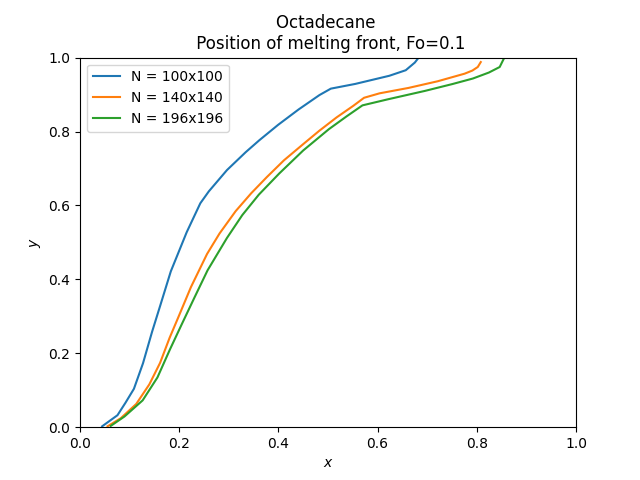 Octadecane
Position of melting front, Fo=0.1
N = 100x100
N = 140x140
N = 196x196
y
1.0
0.8
0.6
0.4
0.2
0.0
0.0 0.2 0.4 0.6 0.8 1.0
x